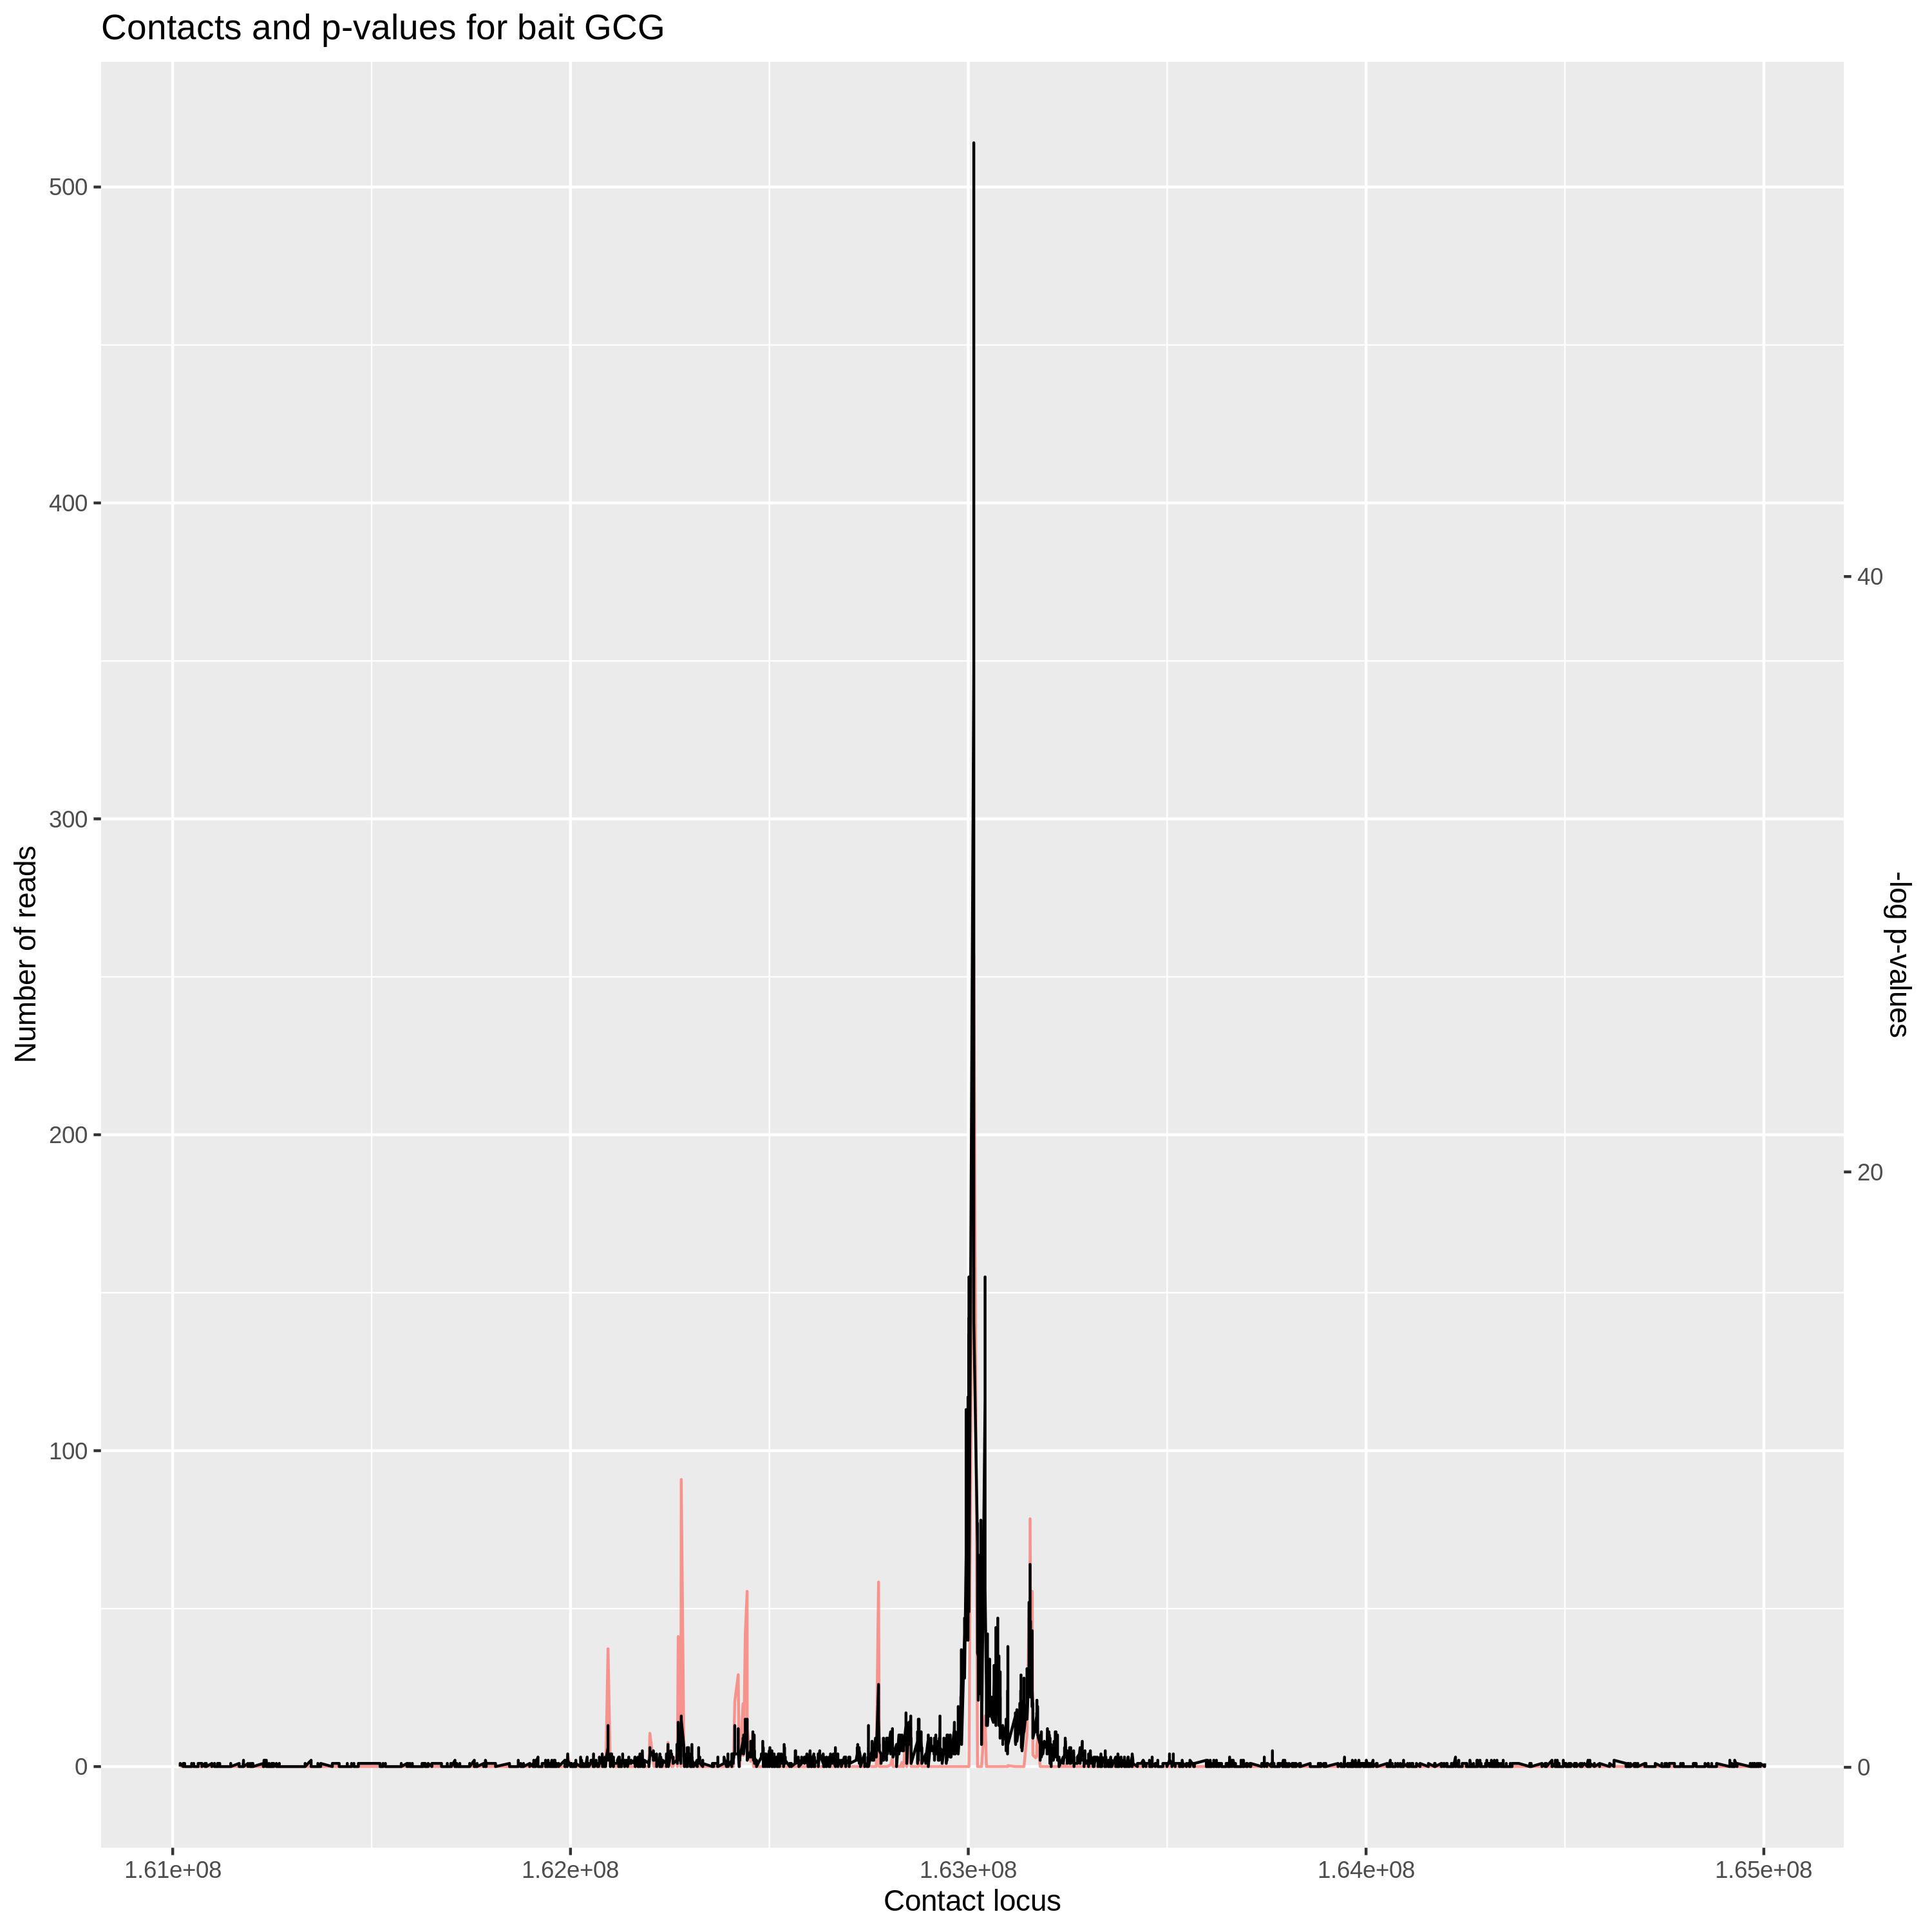 Contacts and p-values for bait GCG
500
400
300
200
100
0
Number of reads
40
20
0
-log p-values
1.61e+08
1.62e+08
1.63e+08
1.64e+08
1.65e+08
Contact locus